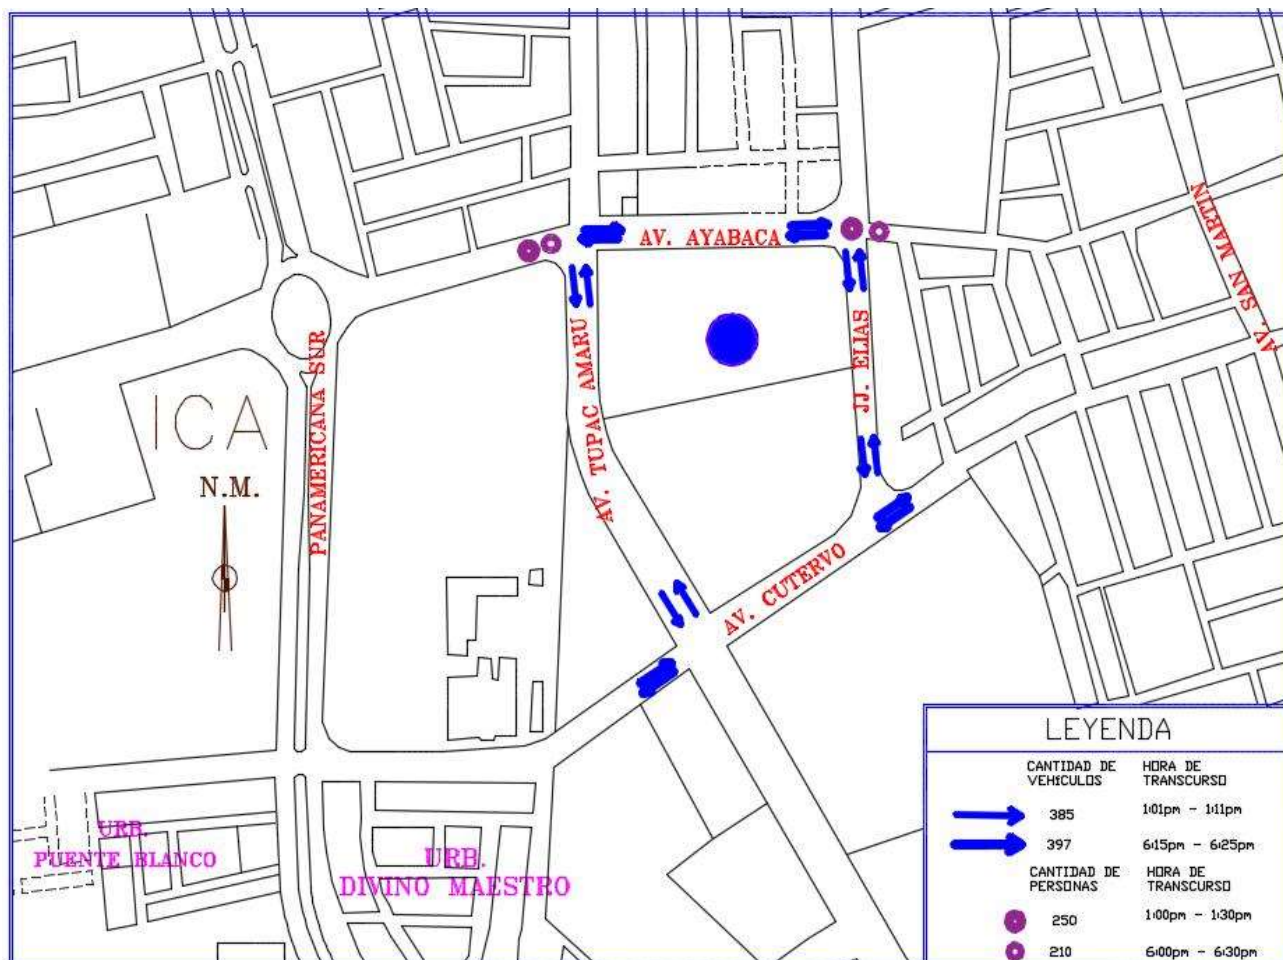 AV. AYABACA
AV. SAN MARTIN
PANAMERICANA SUR
AV. TUPAC AMARU
JJ. ELIAS
ICA
N.M.
AV. CUTERVO
URB.
PUENTE BLANCO
URB.
DIVINO MAESTRO
LEYENDA
CANTIDAD DE VEHÍCULOS
HORA DE TRANSCURSO
385 1:01pm - 1:11pm
397 6:15pm - 6:25pm
CANTIDAD DE PERSONAS
HORA DE TRANSCURSO
250 1:00pm - 1:30pm
210 6:00pm - 6:30pm